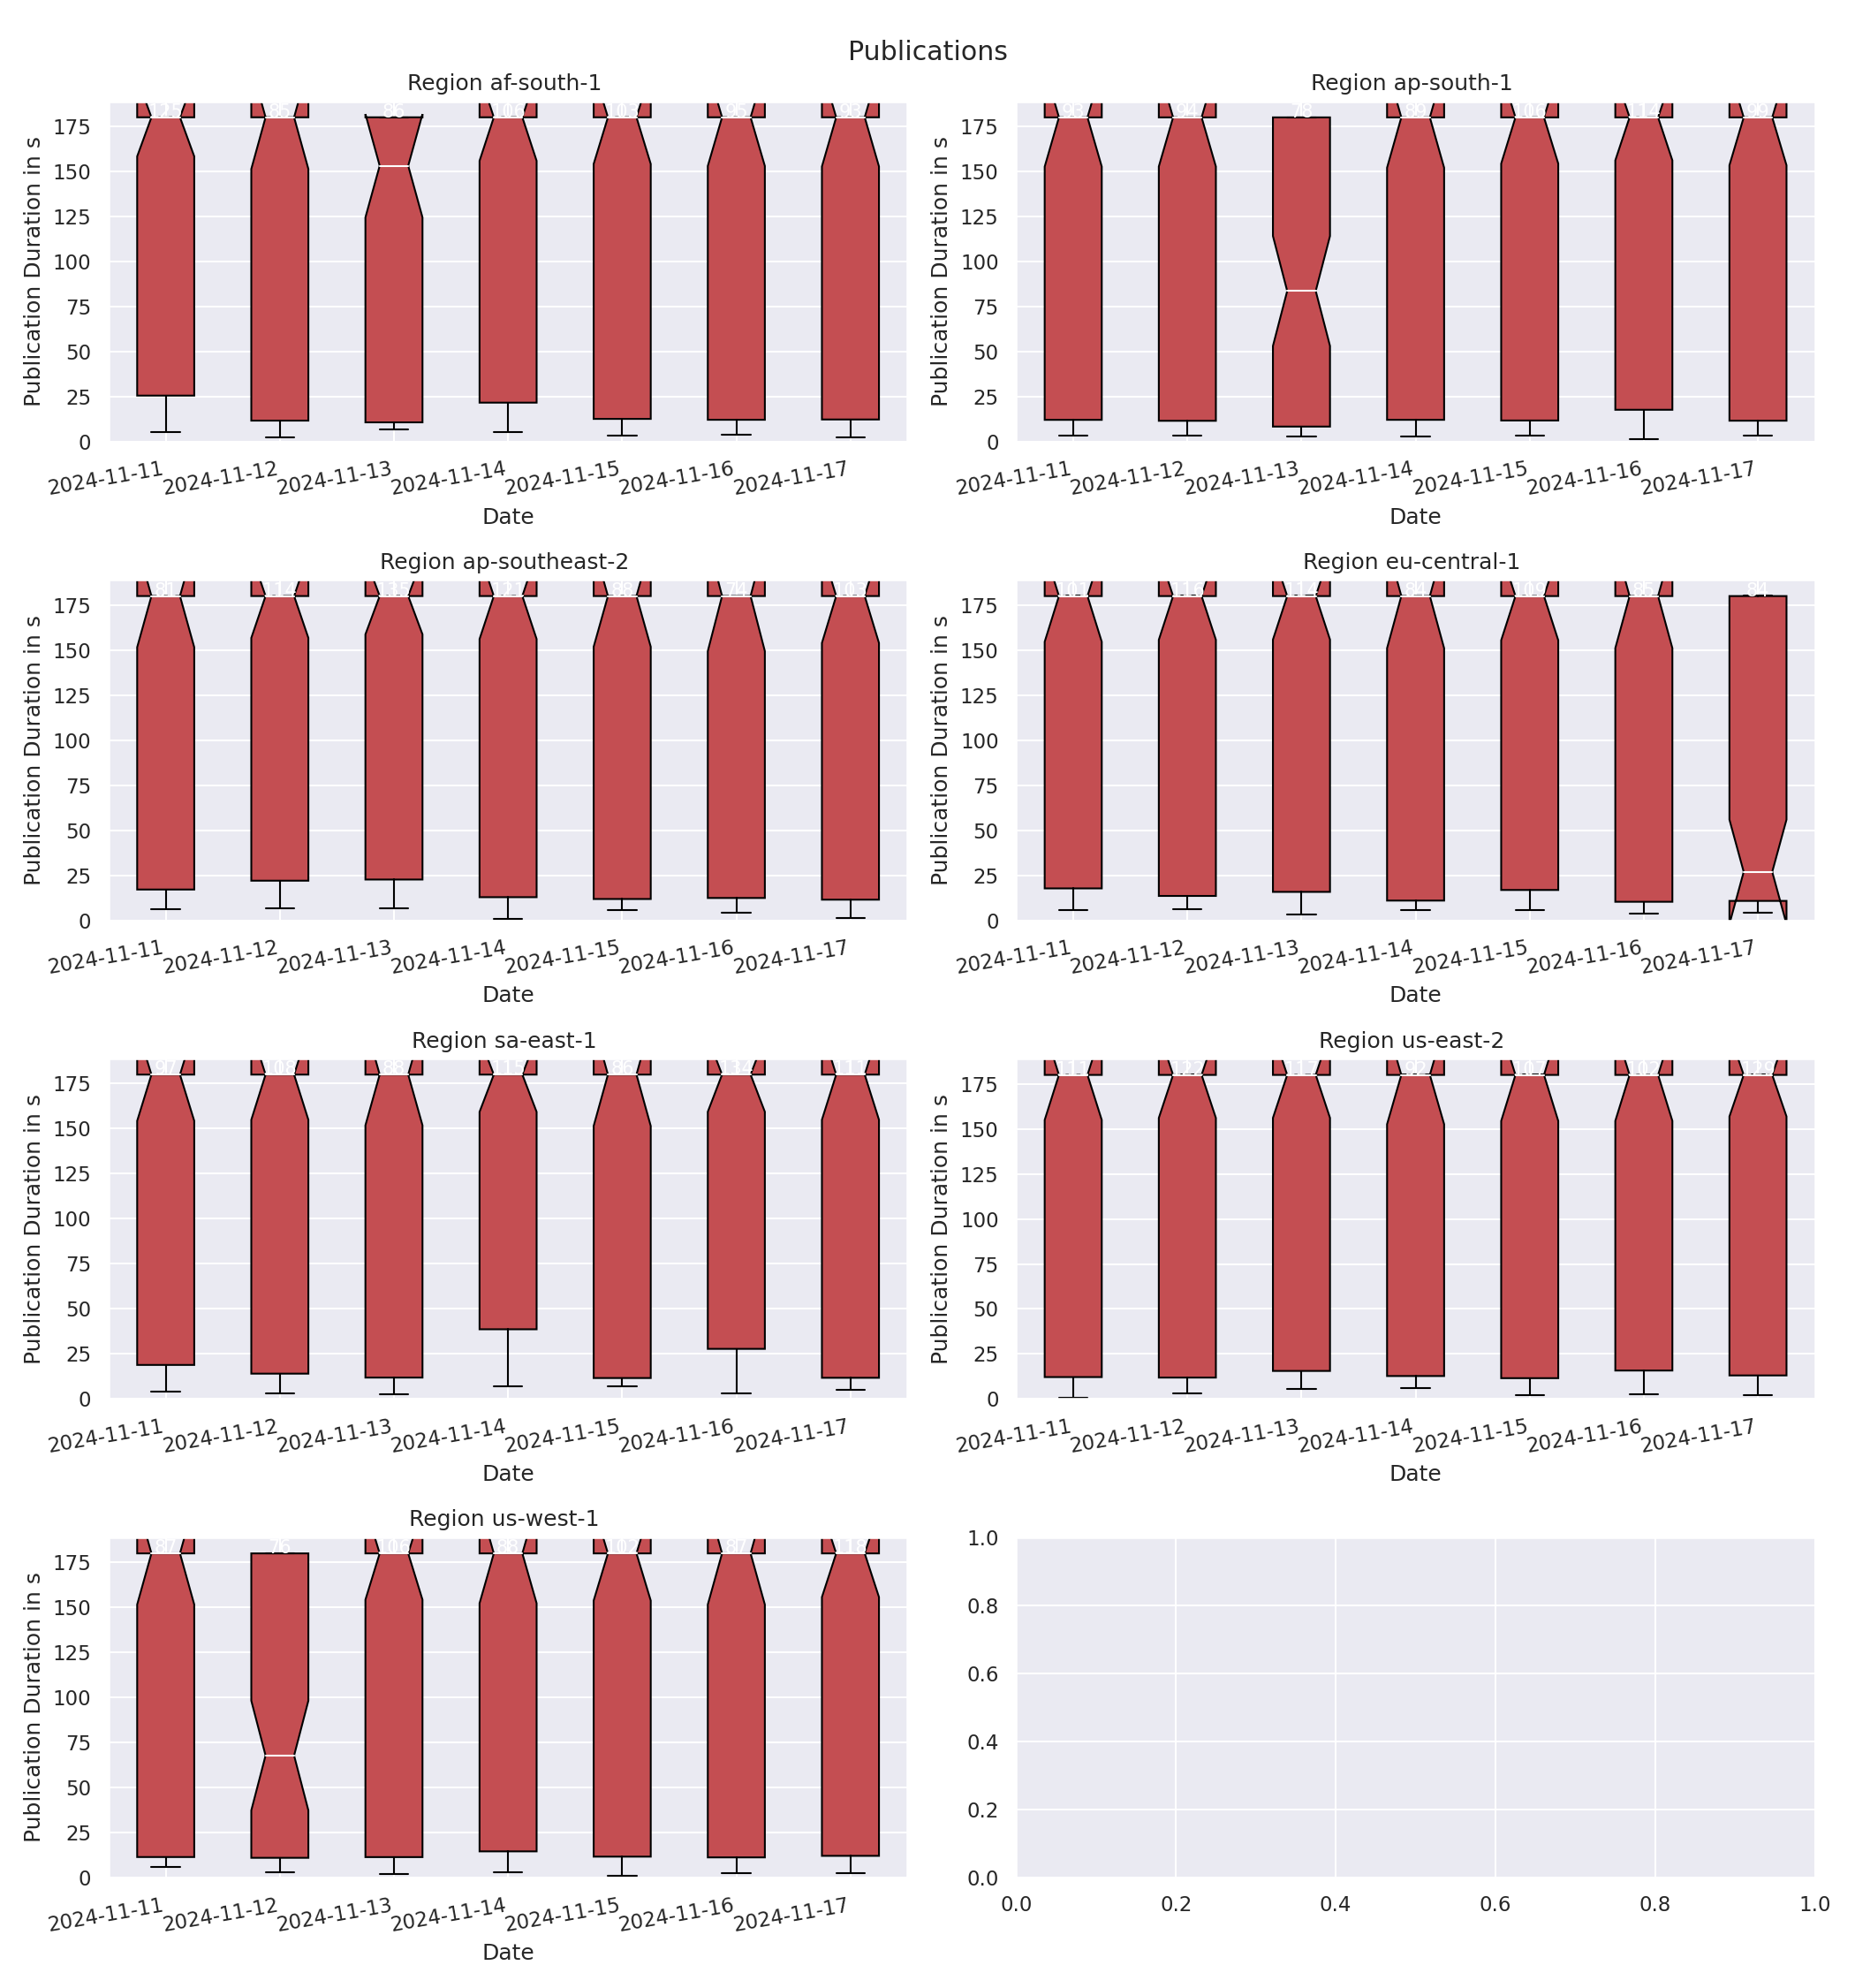 Publications
Region af-south-1
Publication Duration in s
175
150
125
100
75
50
25
0
2024-11-11 2024-11-12 2024-11-13 2024-11-14 2024-11-15 2024-11-16 2024-11-17
Date
Region ap-south-1
Publication Duration in s
78
175
150
125
100
75
50
25
0
2024-11-11 2024-11-12 2024-11-13 2024-11-14 2024-11-15 2024-11-16 2024-11-17
Date
Region ap-southeast-2
Publication Duration in s
175
150
125
100
75
50
25
0
2024-11-11 2024-11-12 2024-11-13 2024-11-14 2024-11-15 2024-11-16 2024-11-17
Date
Region eu-central-1
Publication Duration in s
175
150
125
100
75
50
25
0
2024-11-11 2024-11-12 2024-11-13 2024-11-14 2024-11-15 2024-11-16 2024-11-17
Date
Region sa-east-1
Publication Duration in s
175
150
125
100
75
50
25
0
2024-11-11 2024-11-12 2024-11-13 2024-11-14 2024-11-15 2024-11-16 2024-11-17
Date
Region us-east-2
Publication Duration in s
175
150
125
100
75
50
25
0
2024-11-11 2024-11-12 2024-11-13 2024-11-14 2024-11-15 2024-11-16 2024-11-17
Date
Region us-west-1
Publication Duration in s
76
175
150
125
100
75
50
25
0
2024-11-11 2024-11-12 2024-11-13 2024-11-14 2024-11-15 2024-11-16 2024-11-17
Date
1.0
0.8
0.6
0.4
0.2
0.0
0.0 0.2 0.4 0.6 0.8 1.0